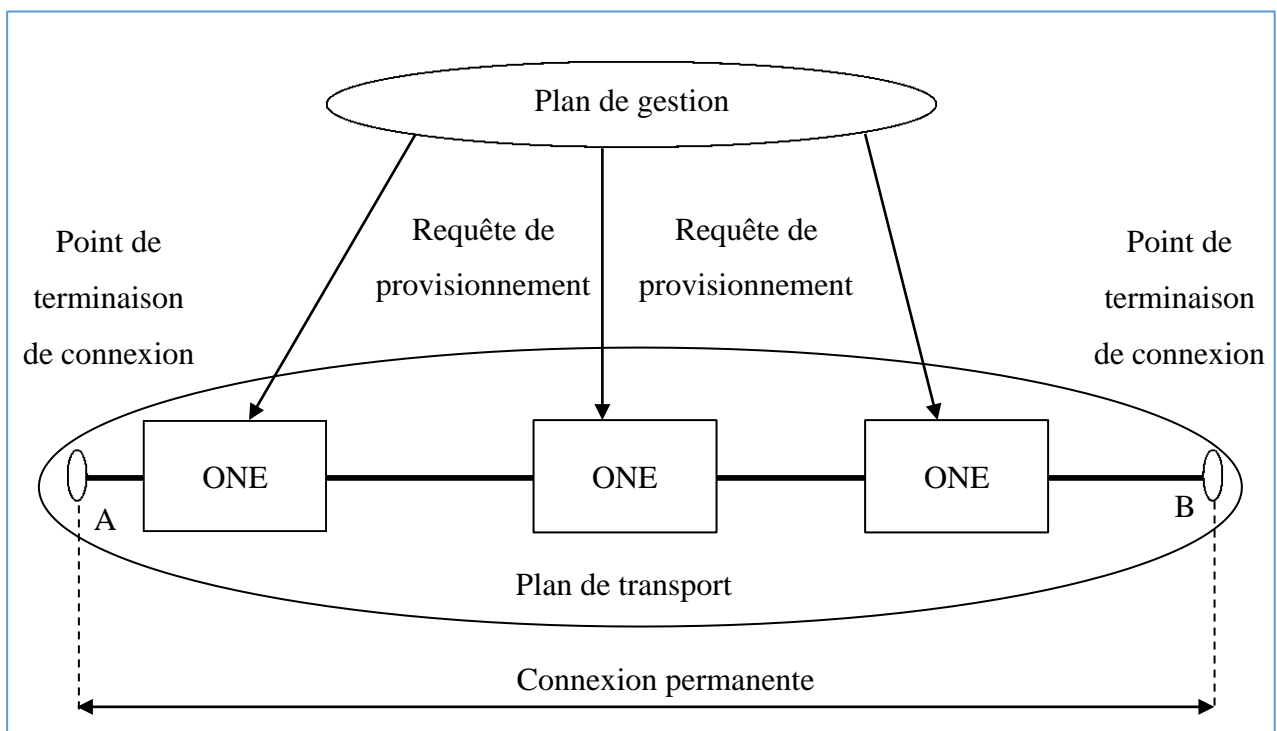 Plan de gestion
Requête de
provisionnement
Requête de
provisionnement
Point de
terminaison
de connexion
Point de
terminaison
de connexion
ONE
ONE
ONE
A
B
Plan de transport
Connexion permanente